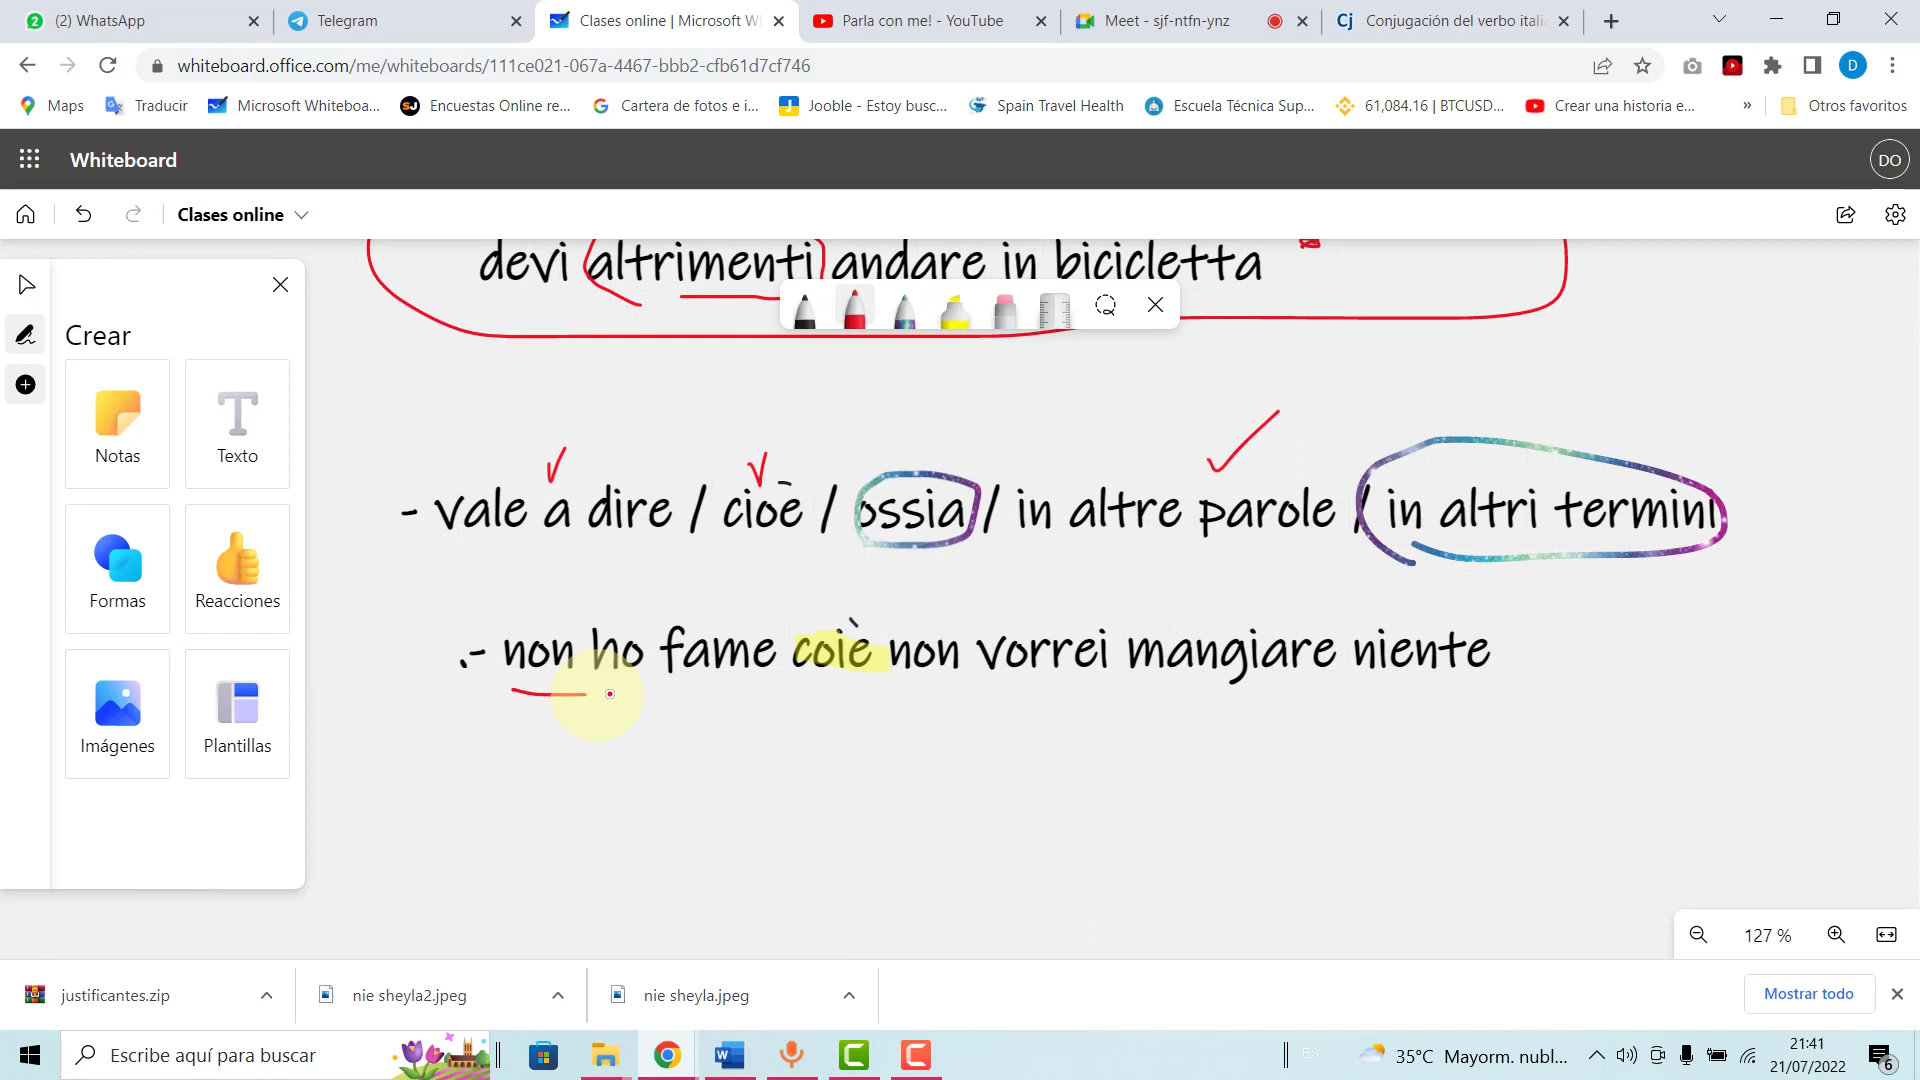 (2) WhatsApp
Telegram
Clases online | Microsoft W
Parla con me! - YouTube
Meet - sjf-ntfn-ynz
Cj Conjugación del verbo itali
whiteboard.office.com/me/whiteboards/111ce021-067a-4467-bbb2-cfb61d7cf746
D
Maps
Traducir
Microsoft Whiteboa...
Encuestas Online re...
Cartera de fotos e i...
Jooble - Estoy busc...
Spain Travel Health
Escuela Técnica Sup...
61,084.16 | BTCUSD...
Crear una historia e...
»
Otros favoritos
Whiteboard
DO
Clases online
devi altrimenti andare in bicicletta
Crear
Notas
Texto
Formas
Reacciones
Imágenes
Plantillas
- vale a dire / cioè / ossia / in altre parole / in altri termini
.- non ho fame coiè non vorrei mangiare niente
127 %
justificantes.zip
nie sheyla2.jpeg
nie sheyla.jpeg
Mostrar todo
Escribe aquí para buscar
35°C Mayorm. nubl...
21:41
21/07/2022
6